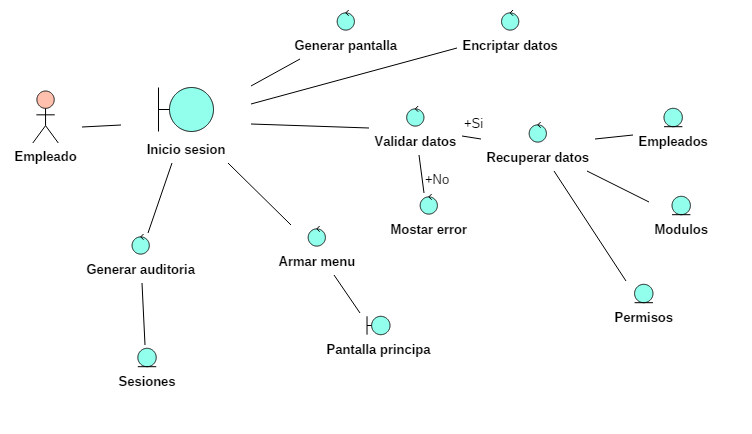 Generar pantalla
Encriptar datos
Empleado
Inicio sesion
Validar datos
+Si
Recuperar datos
Empleados
+No
Mostar error
Modulos
Generar auditoria
Armar menu
Permisos
Pantalla principa
Sesiones